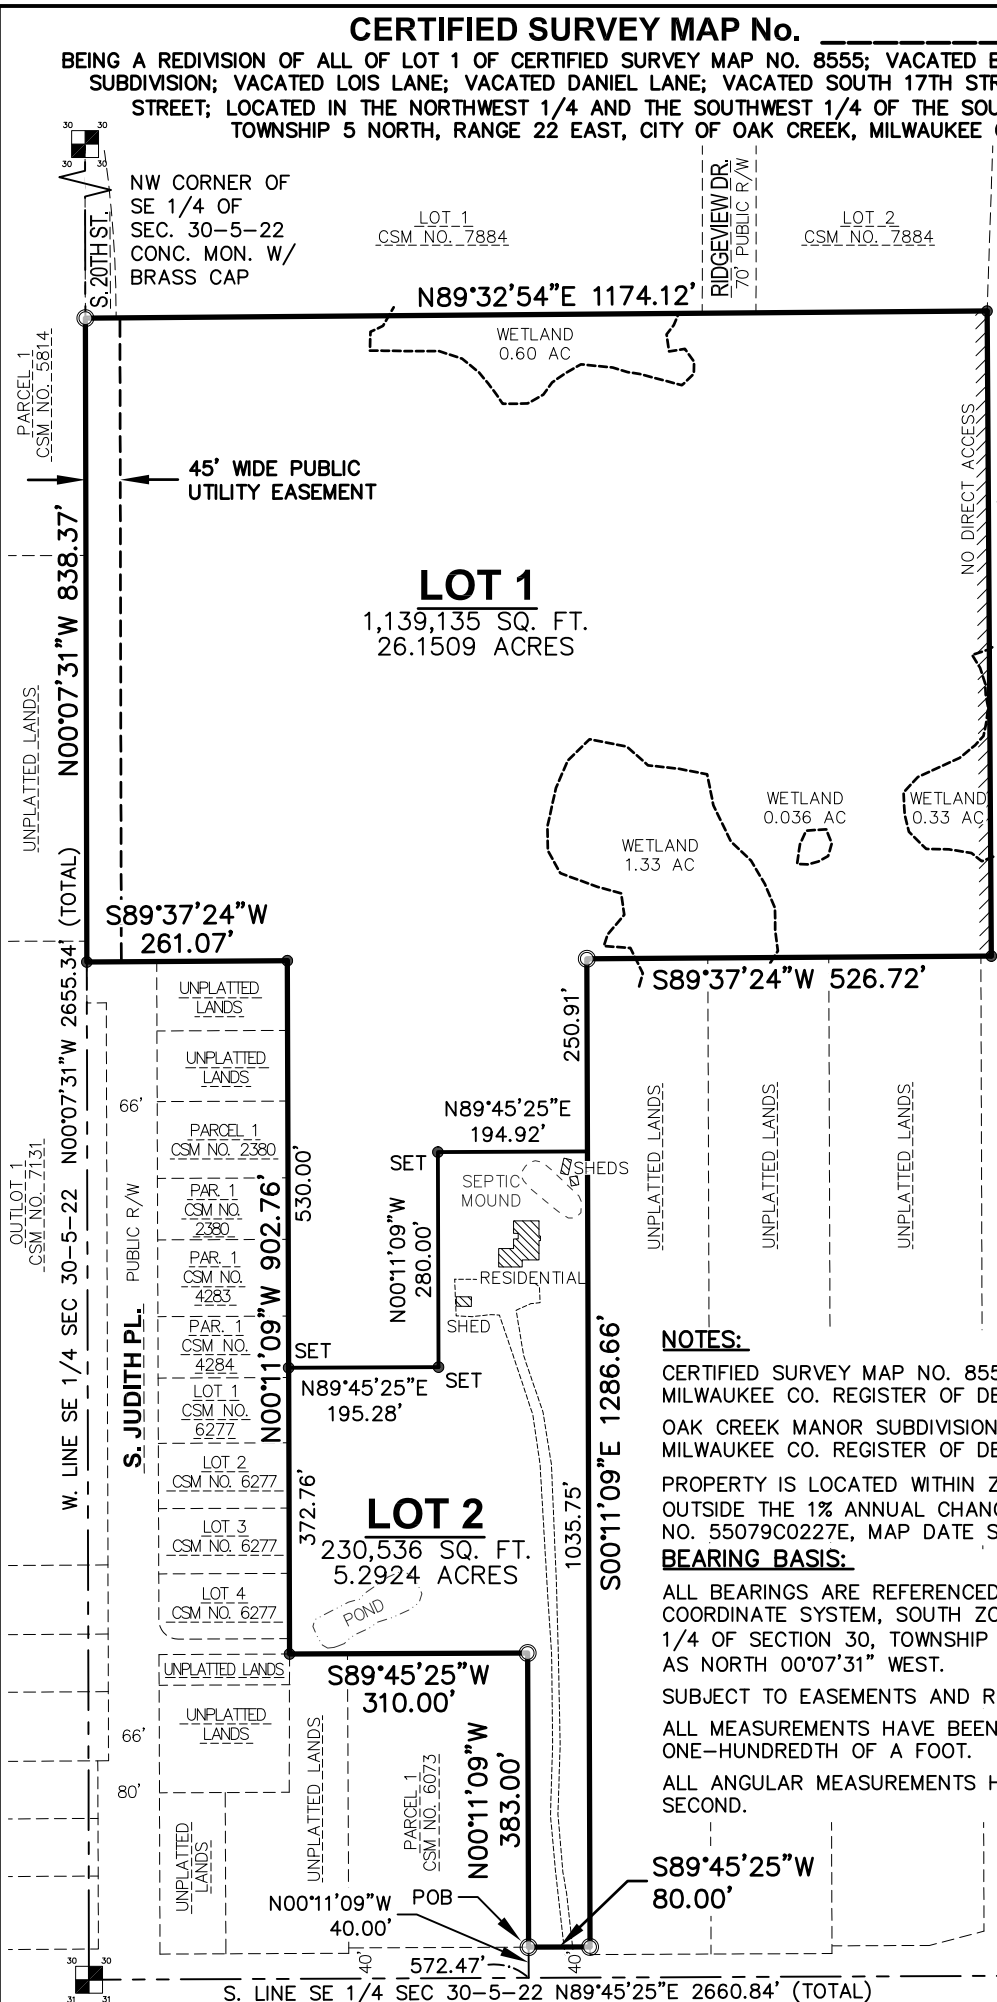 CERTIFIED SURVEY MAP No.
BEING A REDIVISION OF ALL OF LOT 1 OF CERTIFIED SURVEY MAP NO. 8555; VACATED
SUBDIVISION; VACATED LOIS LANE; VACATED DANIEL LANE; VACATED SOUTH 17TH
STREET; LOCATED IN THE NORTHWEST 1/4 AND THE SOUTHWEST 1/4 OF THE
TOWNSHIP 5 NORTH, RANGE 22 EAST, CITY OF OAK CREEK, MILWAUKEE
30 30
30 30
NW CORNER OF
SE 1/4 OF
SEC. 30-5-22
CONC. MON. W/
BRASS CAP
S. 20TH ST.
LOT 1
CSM NO. 7884
RIDGEVIEW DR.
70' PUBLIC R/W
LOT 2
CSM NO. 7884
N89°32'54"E 1174.12'
WETLAND
0.60 AC
PARCEL 1
CSM NO. 5814
45' WIDE PUBLIC
UTILITY EASEMENT
NO DIRECT ACCESS
N00°07'31"W 838.37'
LOT 1
1,139,135 SQ. FT.
26.1509 ACRES
UNPLATTED LANDS
WETLAND
1.33 AC
WETLAND
0.036 AC
WETLAND
0.33 AC
S89°37'24"W
261.07'
S89°37'24"W 526.72'
W. LINE SE 1/4 SEC 30-5-22 N00°07'31"W 2655.34' (TOTAL)
OUTLOT 1
CSM NO. 7131
UNPLATTED
LANDS
UNPLATTED
LANDS
66'
PUBLIC R/W
S. JUDITH PL.
PARCEL 1
CSM NO. 2380
PAR. 1
CSM NO.
2380
PAR. 1
CSM NO.
4283
PAR. 1
CSM NO.
4284
LOT 1
CSM NO.
6277
LOT 2
CSM NO. 6277
LOT 3
CSM NO. 6277
LOT 4
CSM NO. 6277
N00°11'09"W 902.76'
530.00'
372.76'
250.91'
N89°45'25"E
194.92'
SET
SEPTIC
MOUND
SHEDS
N00°11'09"W
280.00'
RESIDENTIAL
SHED
SET
SET
N89°45'25"E
195.28'
UNPLATTED LANDS
UNPLATTED LANDS
UNPLATTED LANDS
1035.75'
S00°11'09"E 1286.66'
LOT 2
230,536 SQ. FT.
5.2924 ACRES
POND
NOTES:
CERTIFIED SURVEY MAP NO.
MILWAUKEE CO. REGISTER OF
OAK CREEK MANOR SUBDIVISION
MILWAUKEE CO. REGISTER OF
PROPERTY IS LOCATED WITHIN
OUTSIDE THE 1% ANNUAL
NO. 55079C0227E, MAP DATE
BEARING BASIS:
ALL BEARINGS ARE REFERENCED
COORDINATE SYSTEM, SOUTH
1/4 OF SECTION 30, TOWNSHIP
AS NORTH 00°07'31" WEST.
SUBJECT TO EASEMENTS AND
ALL MEASUREMENTS HAVE BEEN
ONE-HUNDREDTH OF A FOOT.
ALL ANGULAR MEASUREMENTS
SECOND.
S89°45'25"W
310.00'
UNPLATTED LANDS
UNPLATTED
LANDS
66'
80'
UNPLATTED
LANDS
UNPLATTED LANDS
PARCEL 1
CSM NO. 6073
N00°11'09"W
383.00'
S89°45'25"W
80.00'
N00°11'09"W
40.00'
POB
40'
572.47'
40'
30 30
31 31
S. LINE SE 1/4 SEC 30-5-22 N89°45'25"E 2660.84' (TOTAL)